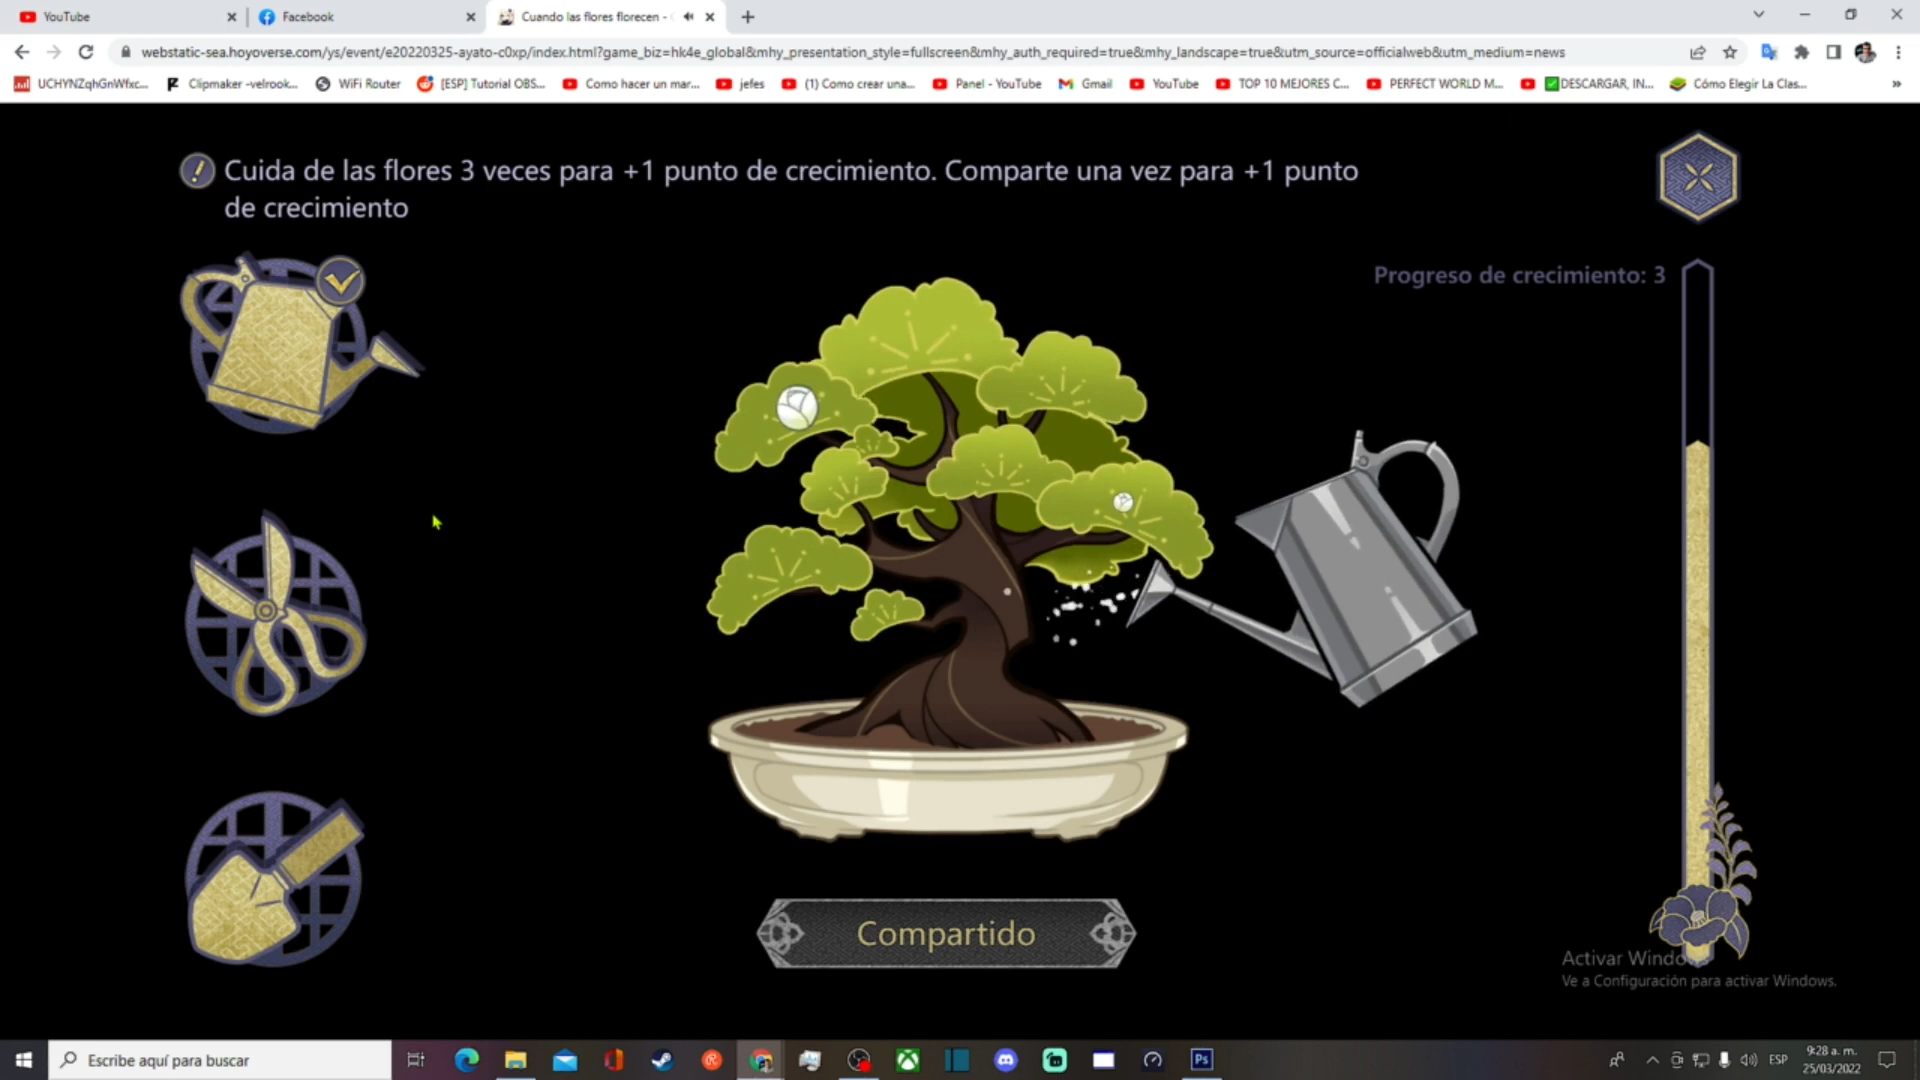 YouTube
Facebook
Cuando las flores florecen -
webstatic-sea.hoyoverse.com/ys/event/e20220325-ayato-c0xp/index.html?game_biz=hk4e_global&mhy_presentation_style=fullscreen&mhy_auth_required=true&mhy_landscape=true&utm_source=officialweb&utm_medium=news
UCHYNZqhGnWfxc...
Clipmaker -velrook...
WiFi Router
[ESP] Tutorial OBS...
Como hacer un mar...
jefes
(1) Como crear una...
Panel - YouTube
Gmail
YouTube
TOP 10 MEJORES C...
PERFECT WORLD M...
DESCARGAR, IN...
Cómo Elegir La Clas...
Cuida de las flores 3 veces para +1 punto de crecimiento. Comparte una vez para +1 punto
de crecimiento
Progreso de crecimiento: 3
Compartido
Activar Windo
Ve a Configuración para activar Windows.
Escribe aquí para buscar
Ps
ESP
9:28 a. m.
25/03/2022